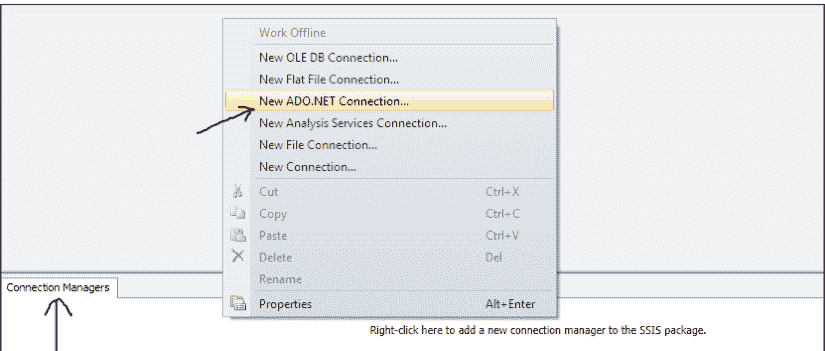 Work Offline
New OLE DB Connection...
New Flat File Connection...
New ADO.NET Connection...
New Analysis Services Connection...
New File Connection...
New Connection...
Cut Ctrl+X
Copy Ctrl+C
Paste Ctrl+V
Delete Del
Rename
Properties Alt+Enter
Connection Managers
Right-click here to add a new connection manager to the SSIS package.